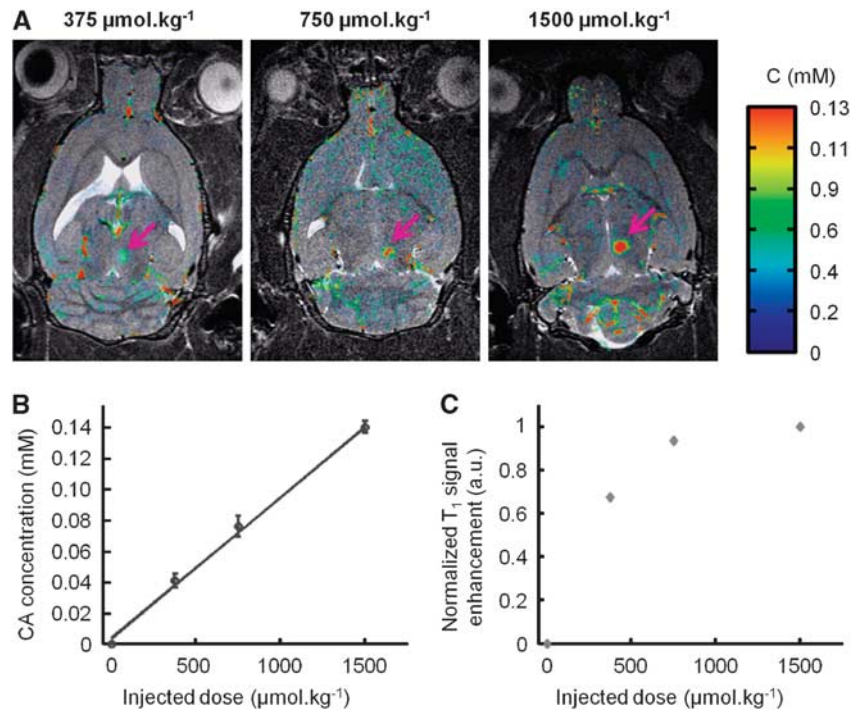 A
375 µmol.kg-1
750 µmol.kg-1
1500 µmol.kg-1
C (mM)
0.13
0.11
0.9
0.6
0.4
0.2
0
B
CA concentration (mM)
0.14
0.12
0.10
0.08
0.06
0.04
0.02
0
0
500
1000
1500
Injected dose (µmol.kg-1)
C
Normalized T1 signal
enhancement (a.u.)
1
0.8
0.6
0.4
0.2
0
0
500
1000
1500
Injected dose (µmol.kg-1)